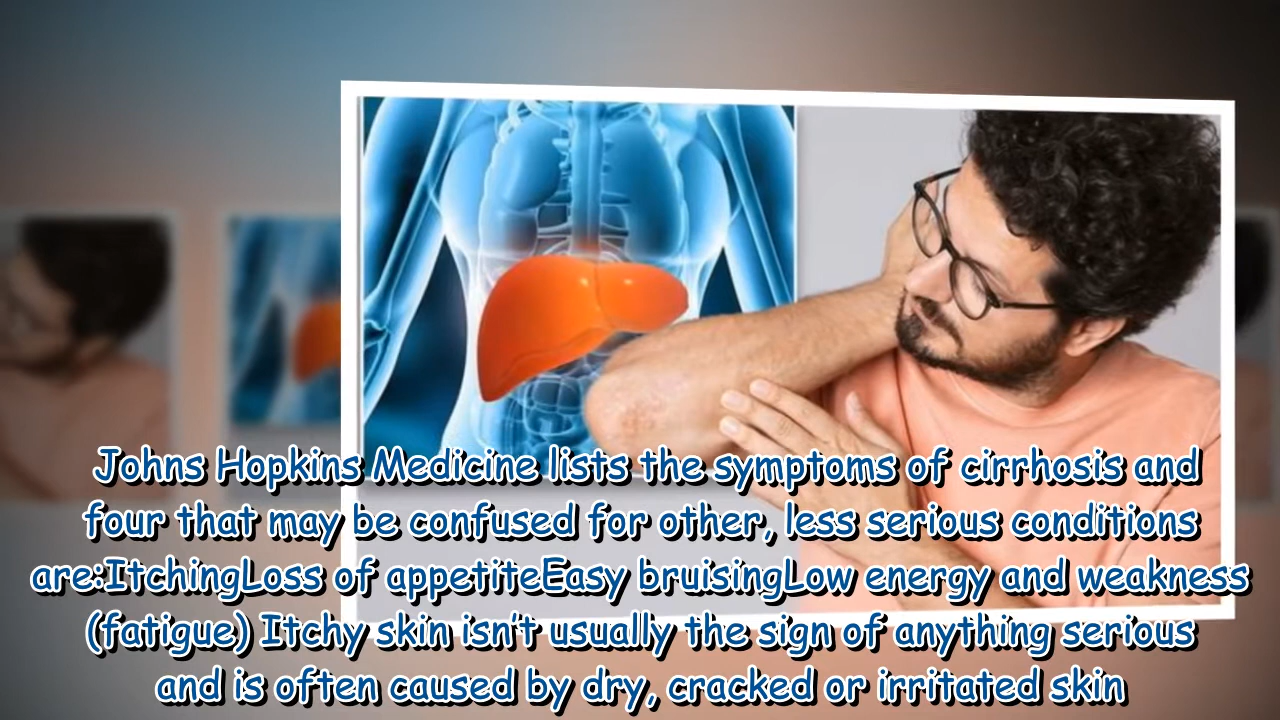 Johns Hopkins Medicine lists the symptoms of cirrhosis and
four that may be confused for other, less serious conditions
are:ItchingLoss of appetiteEasy bruisingLow energy and weakness
(fatigue) Itchy skin isn't usually the sign of anything serious
and is often caused by dry, cracked or irritated skin